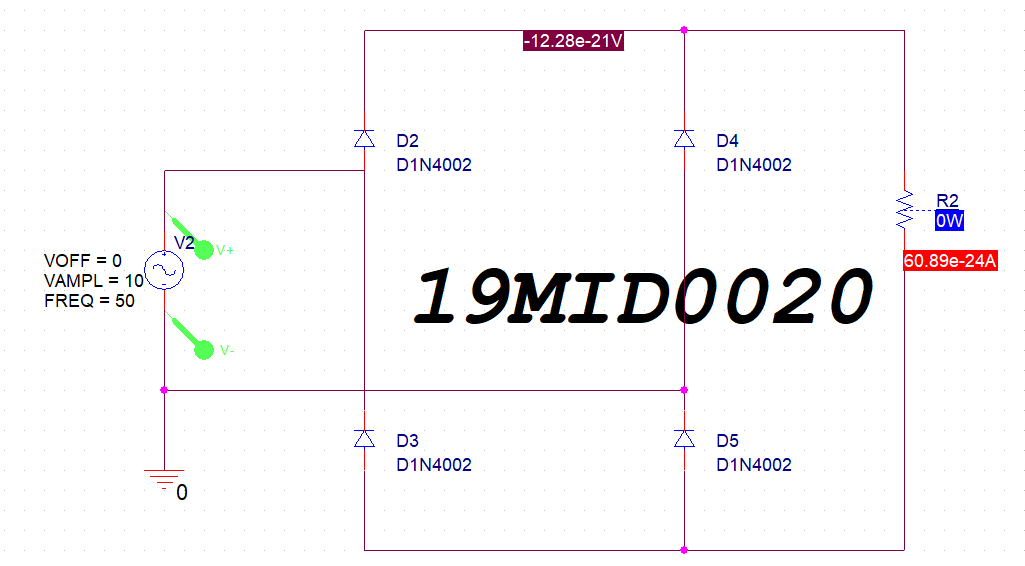 -12.28e-21V
D2
D1N4002
D4
D1N4002
R2
0W
60.89e-24A
V2
V+
VOFF = 0
VAMPL = 10
FREQ = 50
19MID0020
V-
D3
D1N4002
D5
D1N4002
0